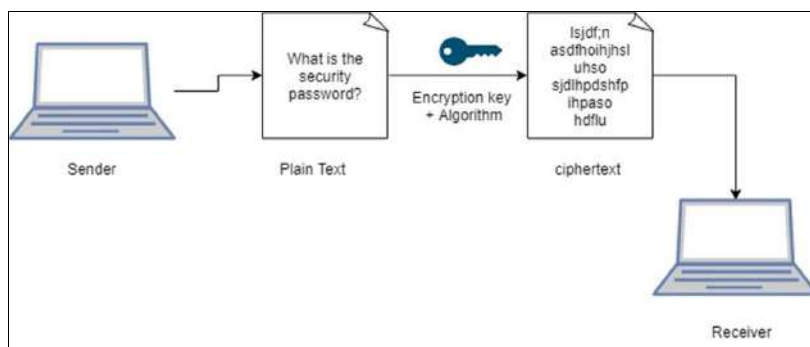 What is the
security
password?
Encryption key
+ Algorithm
lsjdf;n
asdfhoihjhsl
uhso
sjdlhpdshfp
ihpaso
hdflu
Sender
Plain Text
ciphertext
Receiver